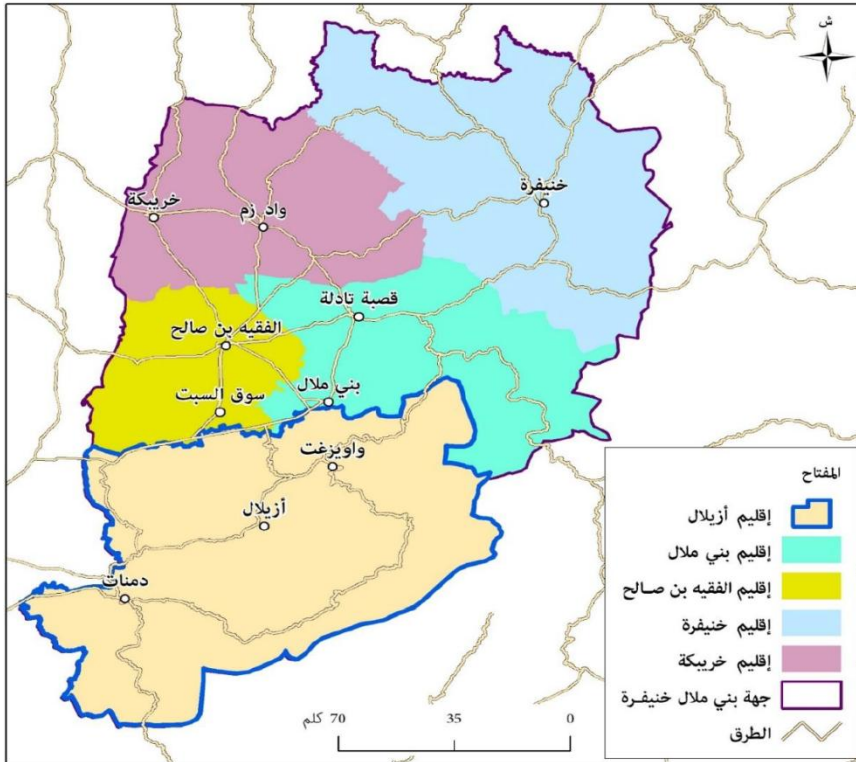 ش
خنيفرة
خريبكة
واد زم
قصبة تادلة
الفقيه بن صالح
بني ملال
سوق السبت
واويزغت
أزيلال
دمنات
المفتاح
إقليم أزيلال
إقليم بني ملال
إقليم الفقيه بن صالح
إقليم خنيفرة
إقليم خريبكة
جهة بني ملال خنيفرة
الطرق
0 35 70 كلم